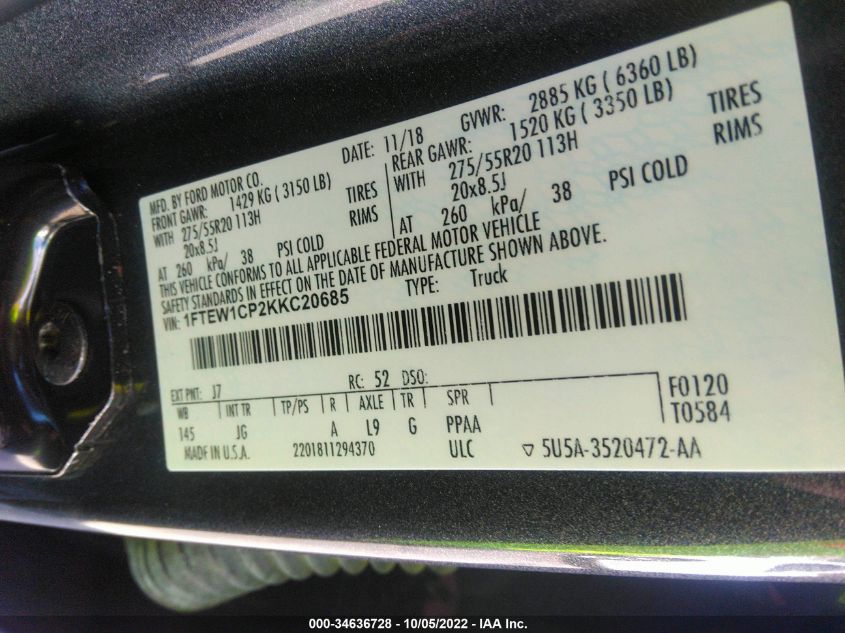 MFD. BY FORD MOTOR CO.
DATE: 11/18
GVWR: 2885 KG ( 6360 LB)
FRONT GAWR: 1429 KG ( 3150 LB)
REAR GAWR: 1520 KG ( 3350 LB)
WITH 275/55R20 113H TIRES
WITH 275/55R20 113H TIRES
20x8.5J RIMS
20x8.5J RIMS
AT 260 kPa/ 38 PSI COLD
AT 260 kPa/ 38 PSI COLD
THIS VEHICLE CONFORMS TO ALL APPLICABLE FEDERAL MOTOR VEHICLE
SAFETY STANDARDS IN EFFECT ON THE DATE OF MANUFACTURE SHOWN ABOVE.
VIN: 1FTEW1CP2KKC20685
TYPE: Truck
EXT PNT: J7 RC: 52 DSO:
WB INT TR TP/PS R AXLE TR SPR
F0120
145 JG A L9 G PPAA
T0584
MADE IN U.S.A. 2201811294370 ULC 5U5A-3520472-AA
000-34636728 - 10/05/2022 - IAA Inc.